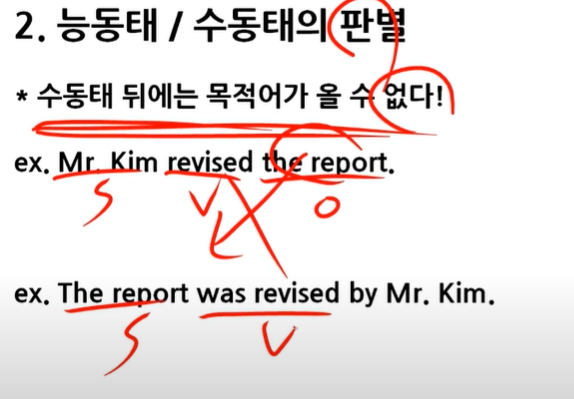 2. 능동태 / 수동태의 판별
* 수동태 뒤에는 목적어가 올 수 없다!
ex. Mr. Kim revised the report.
S V O
ex. The report was revised by Mr. Kim.
S V